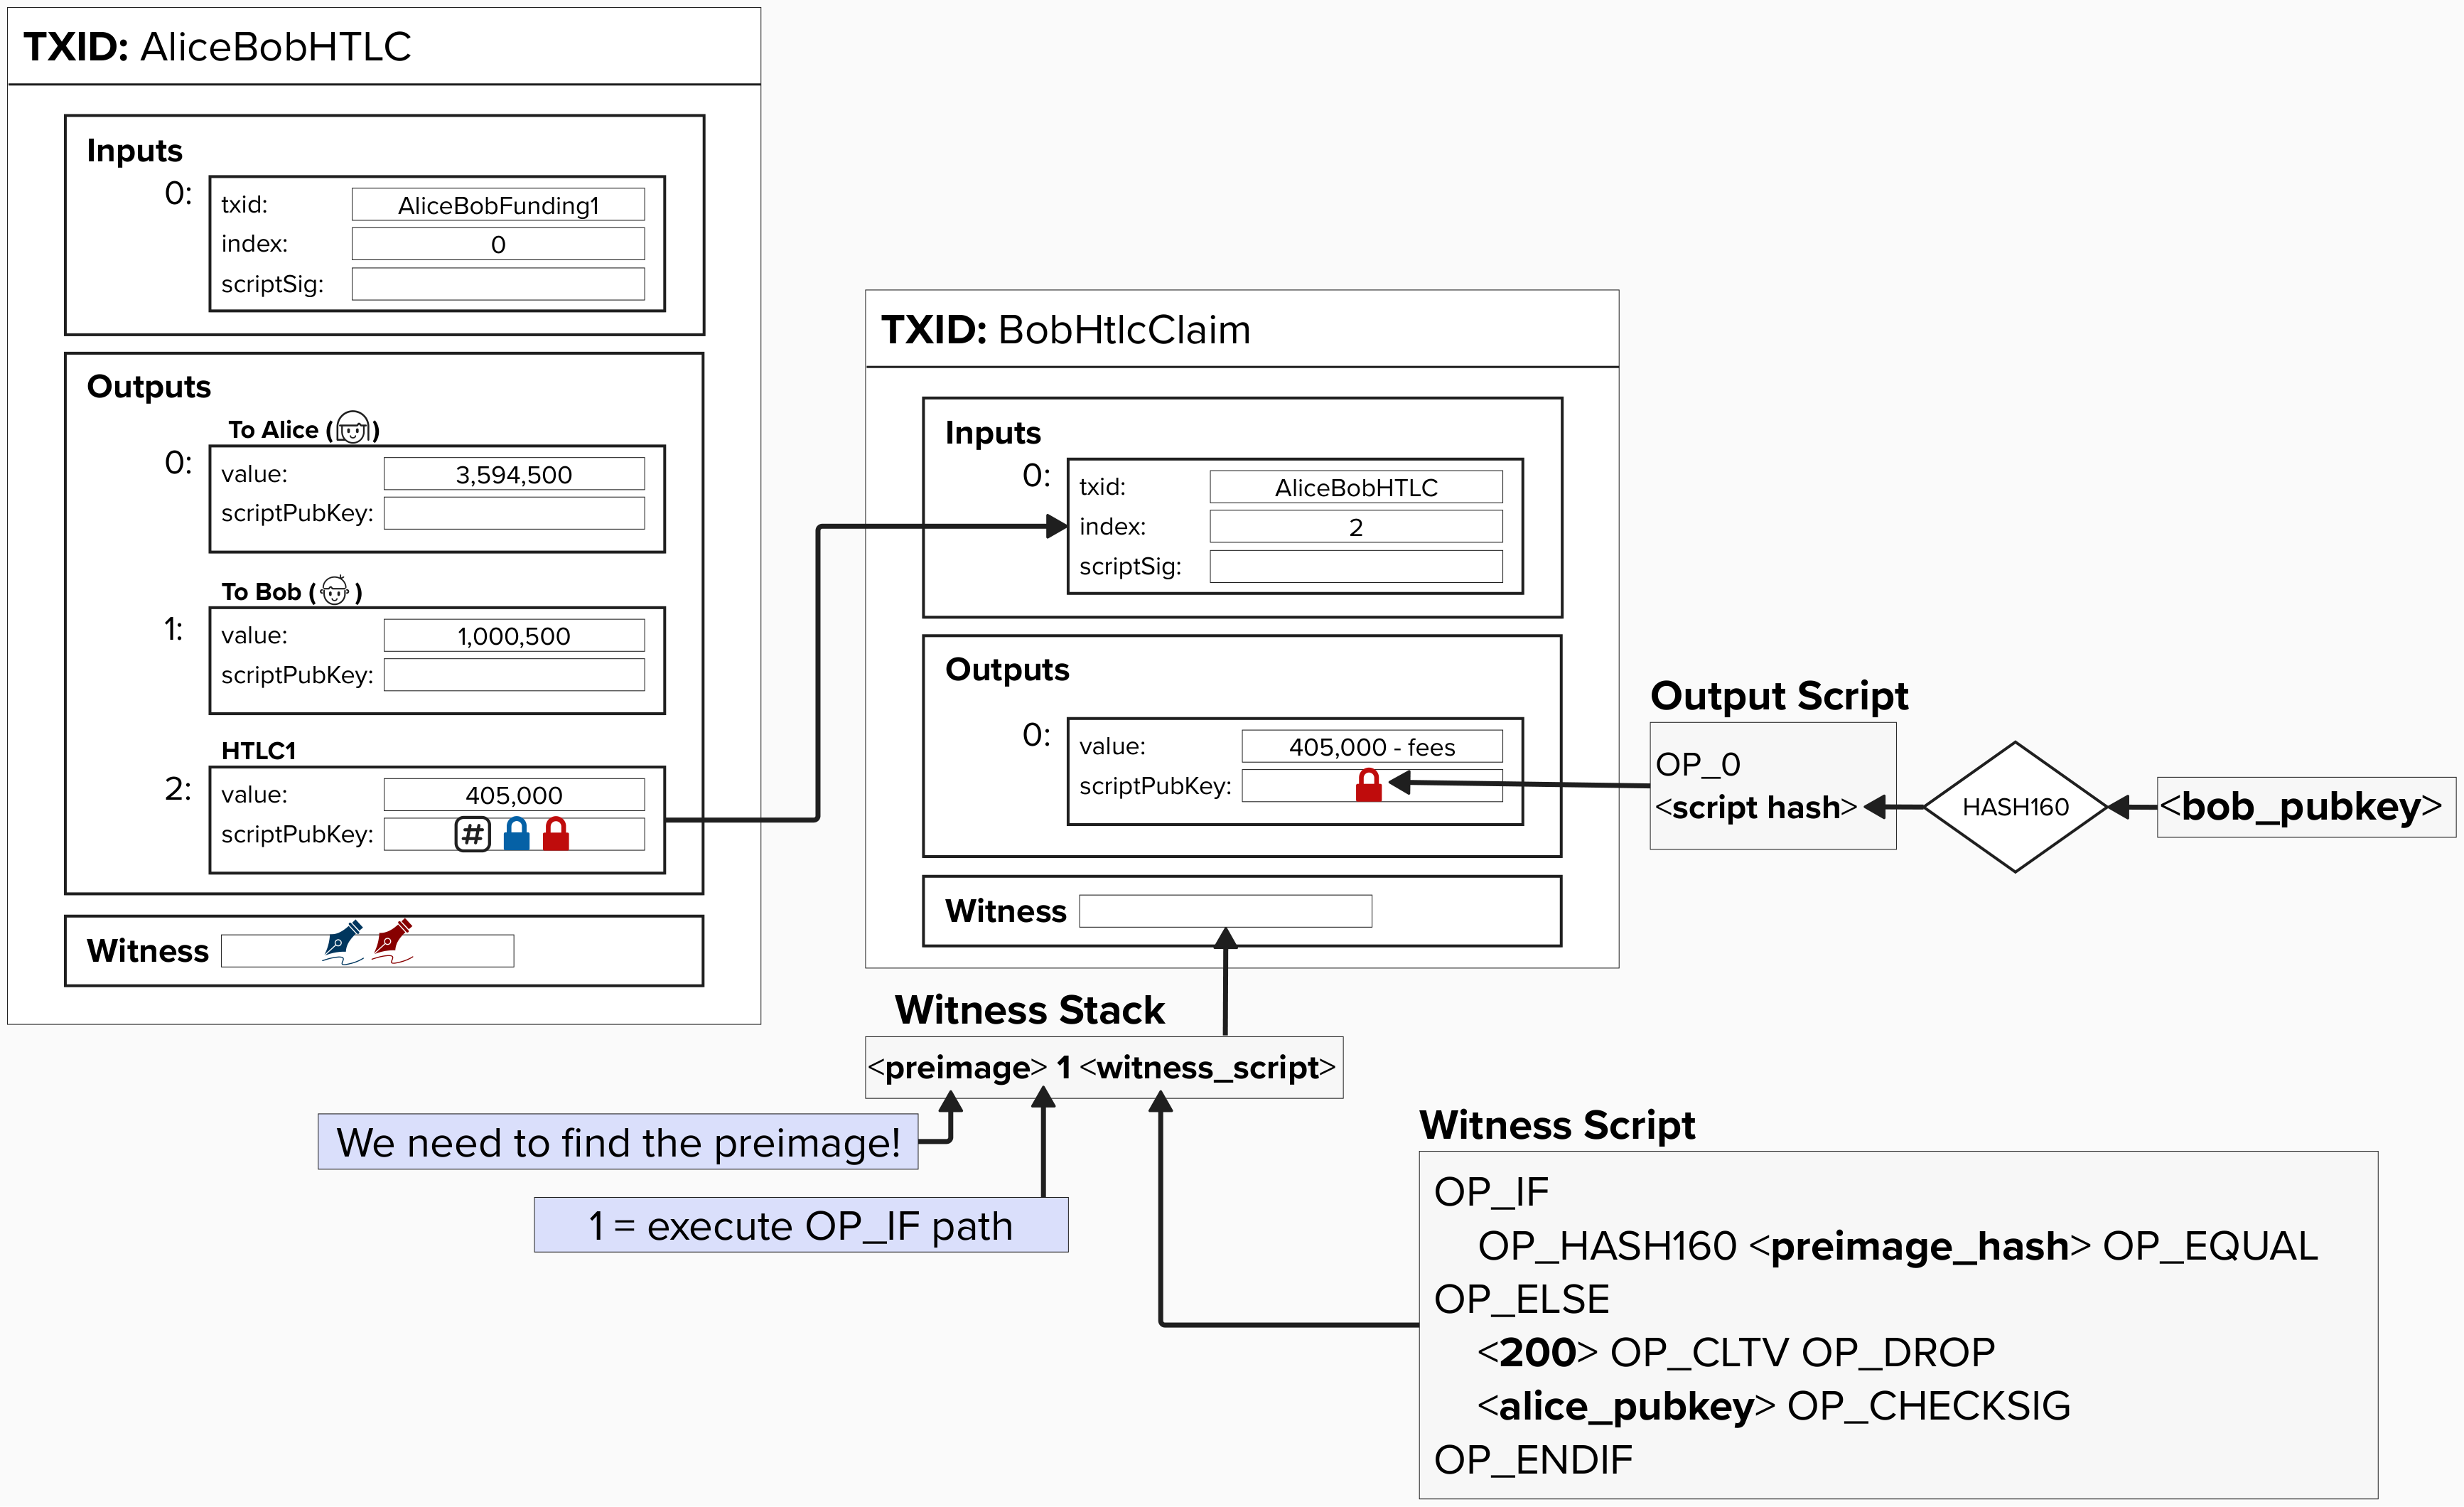 TXID: AliceBobHTLC
Inputs
0:
txid: AliceBobFunding1
index: 0
scriptSig:
Outputs
To Alice ( )
0:
value: 3,594,500
scriptPubKey:
To Bob ( )
1:
value: 1,000,500
scriptPubKey:
HTLC1
2:
value: 405,000
scriptPubKey: #
Witness
TXID: BobHtlcClaim
Inputs
0:
txid: AliceBobHTLC
index: 2
scriptSig:
Outputs
0:
value: 405,000 - fees
scriptPubKey:
Witness
Output Script
OP_0
<script hash>
HASH160
<bob_pubkey>
Witness Stack
<preimage> 1 <witness_script>
We need to find the preimage!
1 = execute OP_IF path
Witness Script
OP_IF
OP_HASH160 <preimage_hash> OP_EQUAL
OP_ELSE
<200> OP_CLTV OP_DROP
<alice_pubkey> OP_CHECKSIG
OP_ENDIF